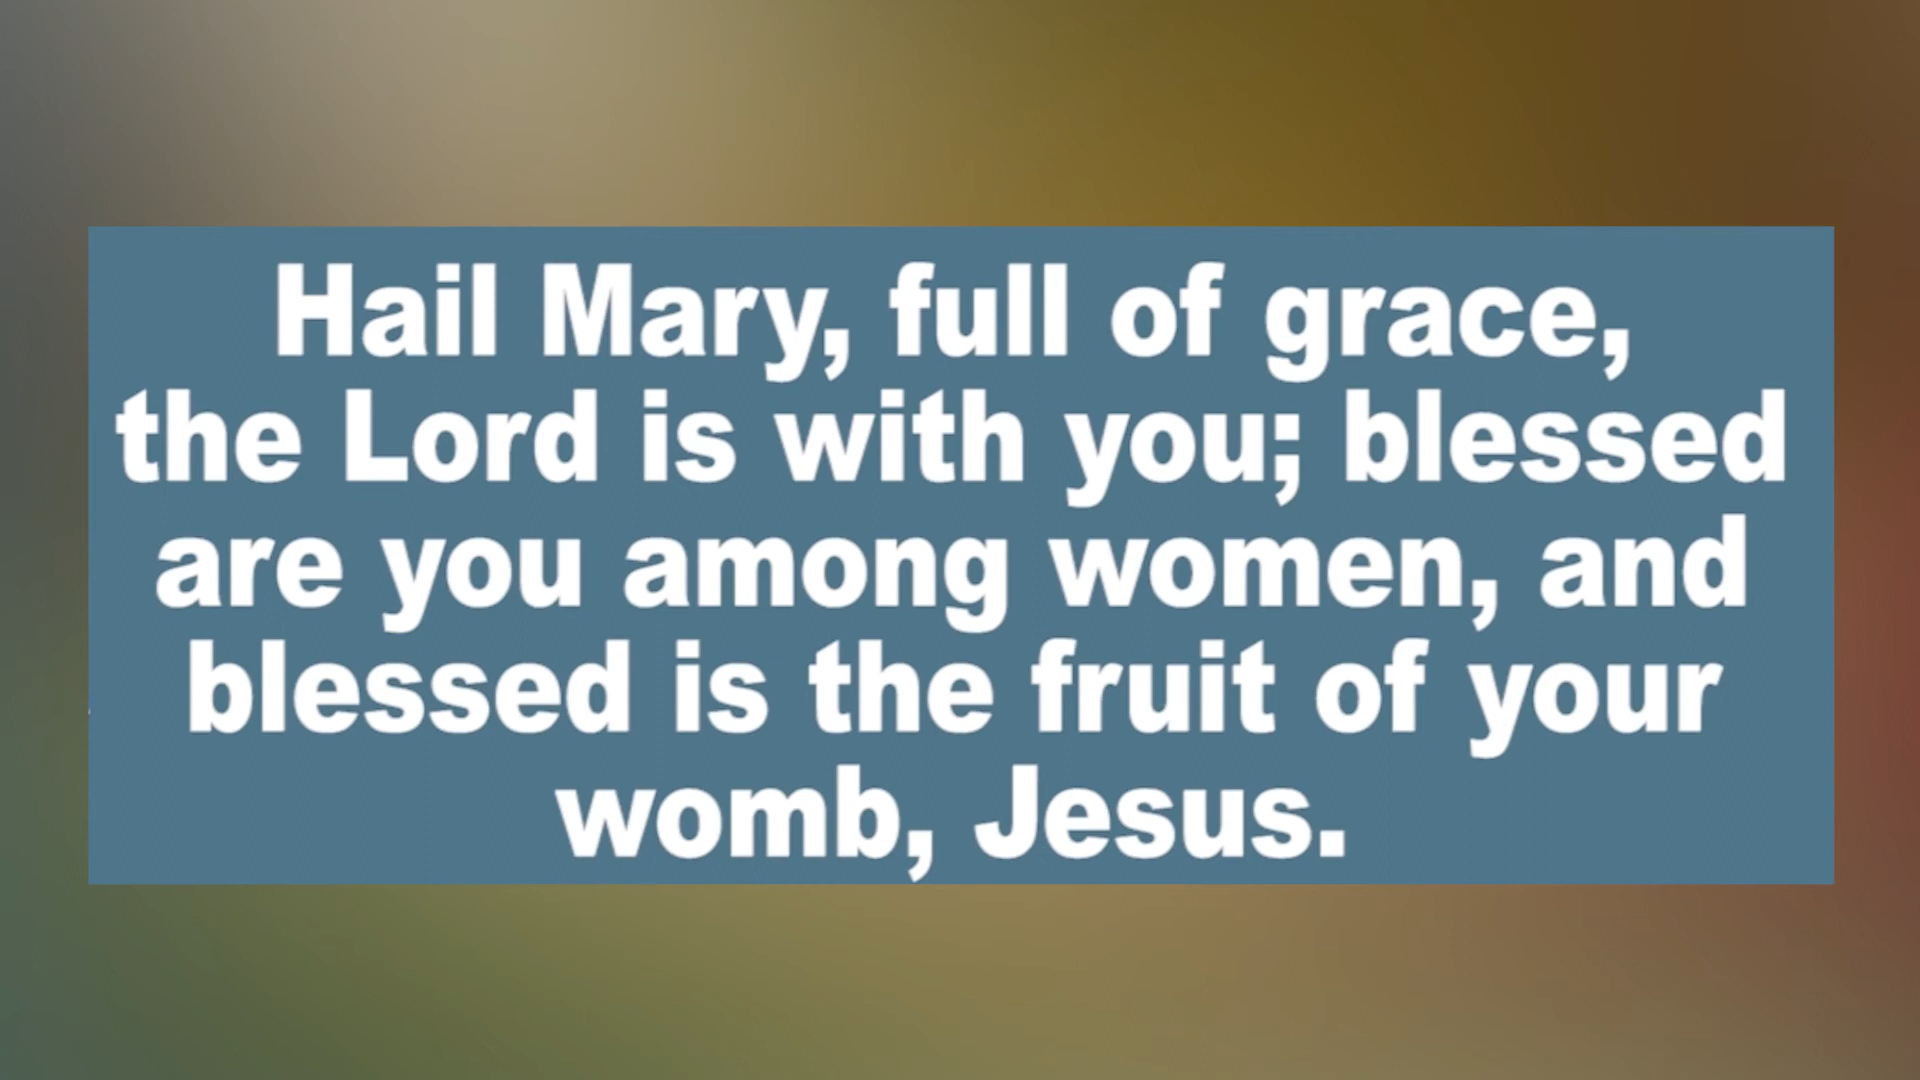 Hail Mary, full of grace,
the Lord is with you; blessed
are you among women, and
blessed is the fruit of your
womb, Jesus.